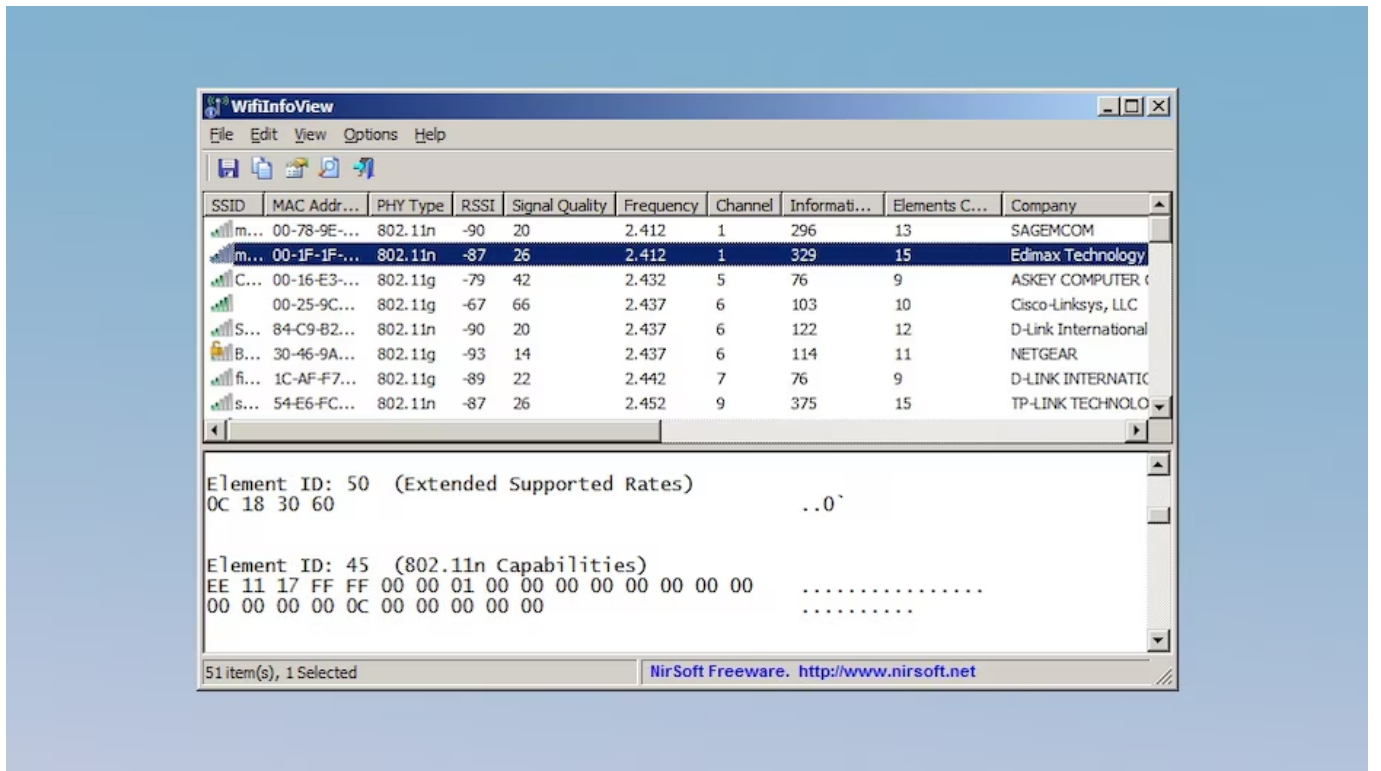 WifiInfoView
File Edit View Options Help
SSID MAC Addr... PHY Type RSSI Signal Quality Frequency Channel Informati... Elements C... Company
m... 00-78-9E-... 802.11n -90 20 2.412 1 296 13 SAGEMCOM
m... 00-1F-1F-... 802.11n -87 26 2.412 1 329 15 Edimax Technology
C... 00-16-E3-... 802.11g -79 42 2.432 5 76 9 ASKEY COMPUTER
00-25-9C... 802.11g -67 66 2.437 6 103 10 Cisco-Linksys, LLC
S... 84-C9-B2... 802.11n -90 20 2.437 6 122 12 D-Link International
B... 30-46-9A... 802.11g -93 14 2.437 6 114 11 NETGEAR
fi... 1C-AF-F7... 802.11g -89 22 2.442 7 76 9 D-LINK INTERNATIC
s... 54-E6-FC... 802.11n -87 26 2.452 9 375 15 TP-LINK TECHNOLO
Element ID: 50 (Extended Supported Rates)
0C 18 30 60 ..0`
Element ID: 45 (802.11n Capabilities)
EE 11 17 FF FF 00 00 01 00 00 00 00 00 00 00 00 ................
00 00 00 00 0C 00 00 00 00 00 ..........
51 item(s), 1 Selected NirSoft Freeware. http://www.nirsoft.net